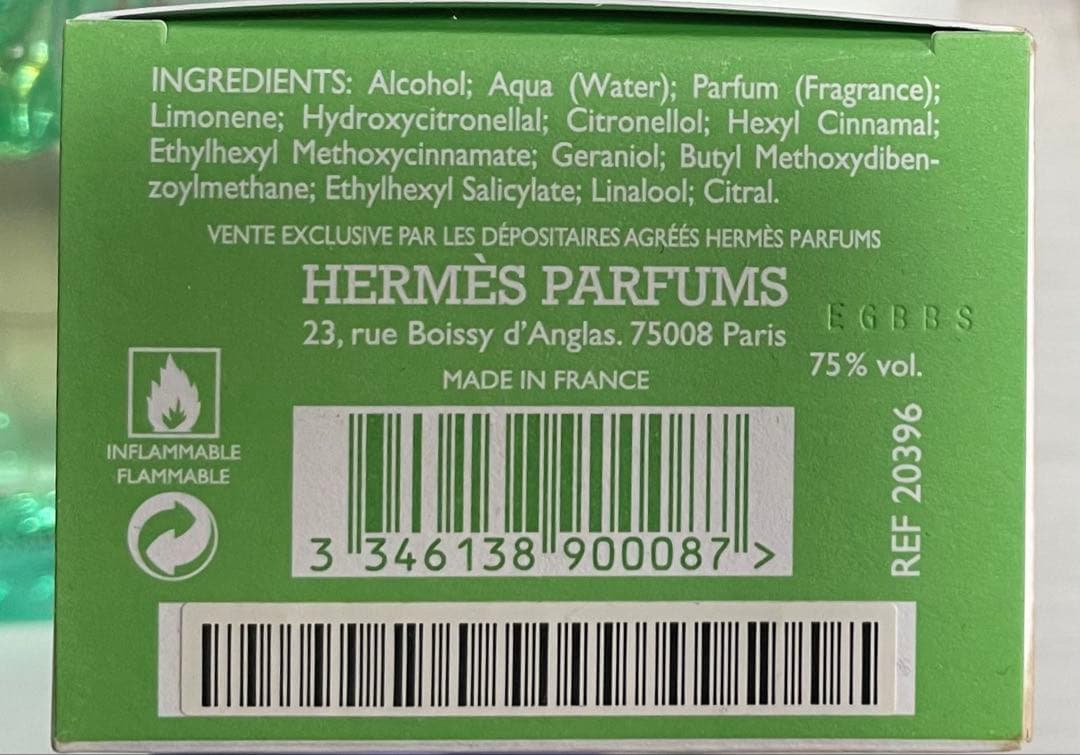 INGREDIENTS: Alcohol; Aqua (Water); Parfum (Fragrance);
Limonene; Hydroxycitronellal; Citronellol; Hexyl Cinnamal;
Ethylhexyl Methoxycinnamate; Geraniol; Butyl Methoxydiben-
zoylmethane; Ethylhexyl Salicylate; Linalool; Citral.
VENTE EXCLUSIVE PAR LES DÉPOSITAIRES AGRÉÉS HERMÈS PARFUMS
HERMÈS PARFUMS
23, rue Boissy d'Anglas. 75008 Paris
EGBBS
MADE IN FRANCE
75% vol.
INFLAMMABLE
FLAMMABLE
3 346138 900087 >
REF 20396